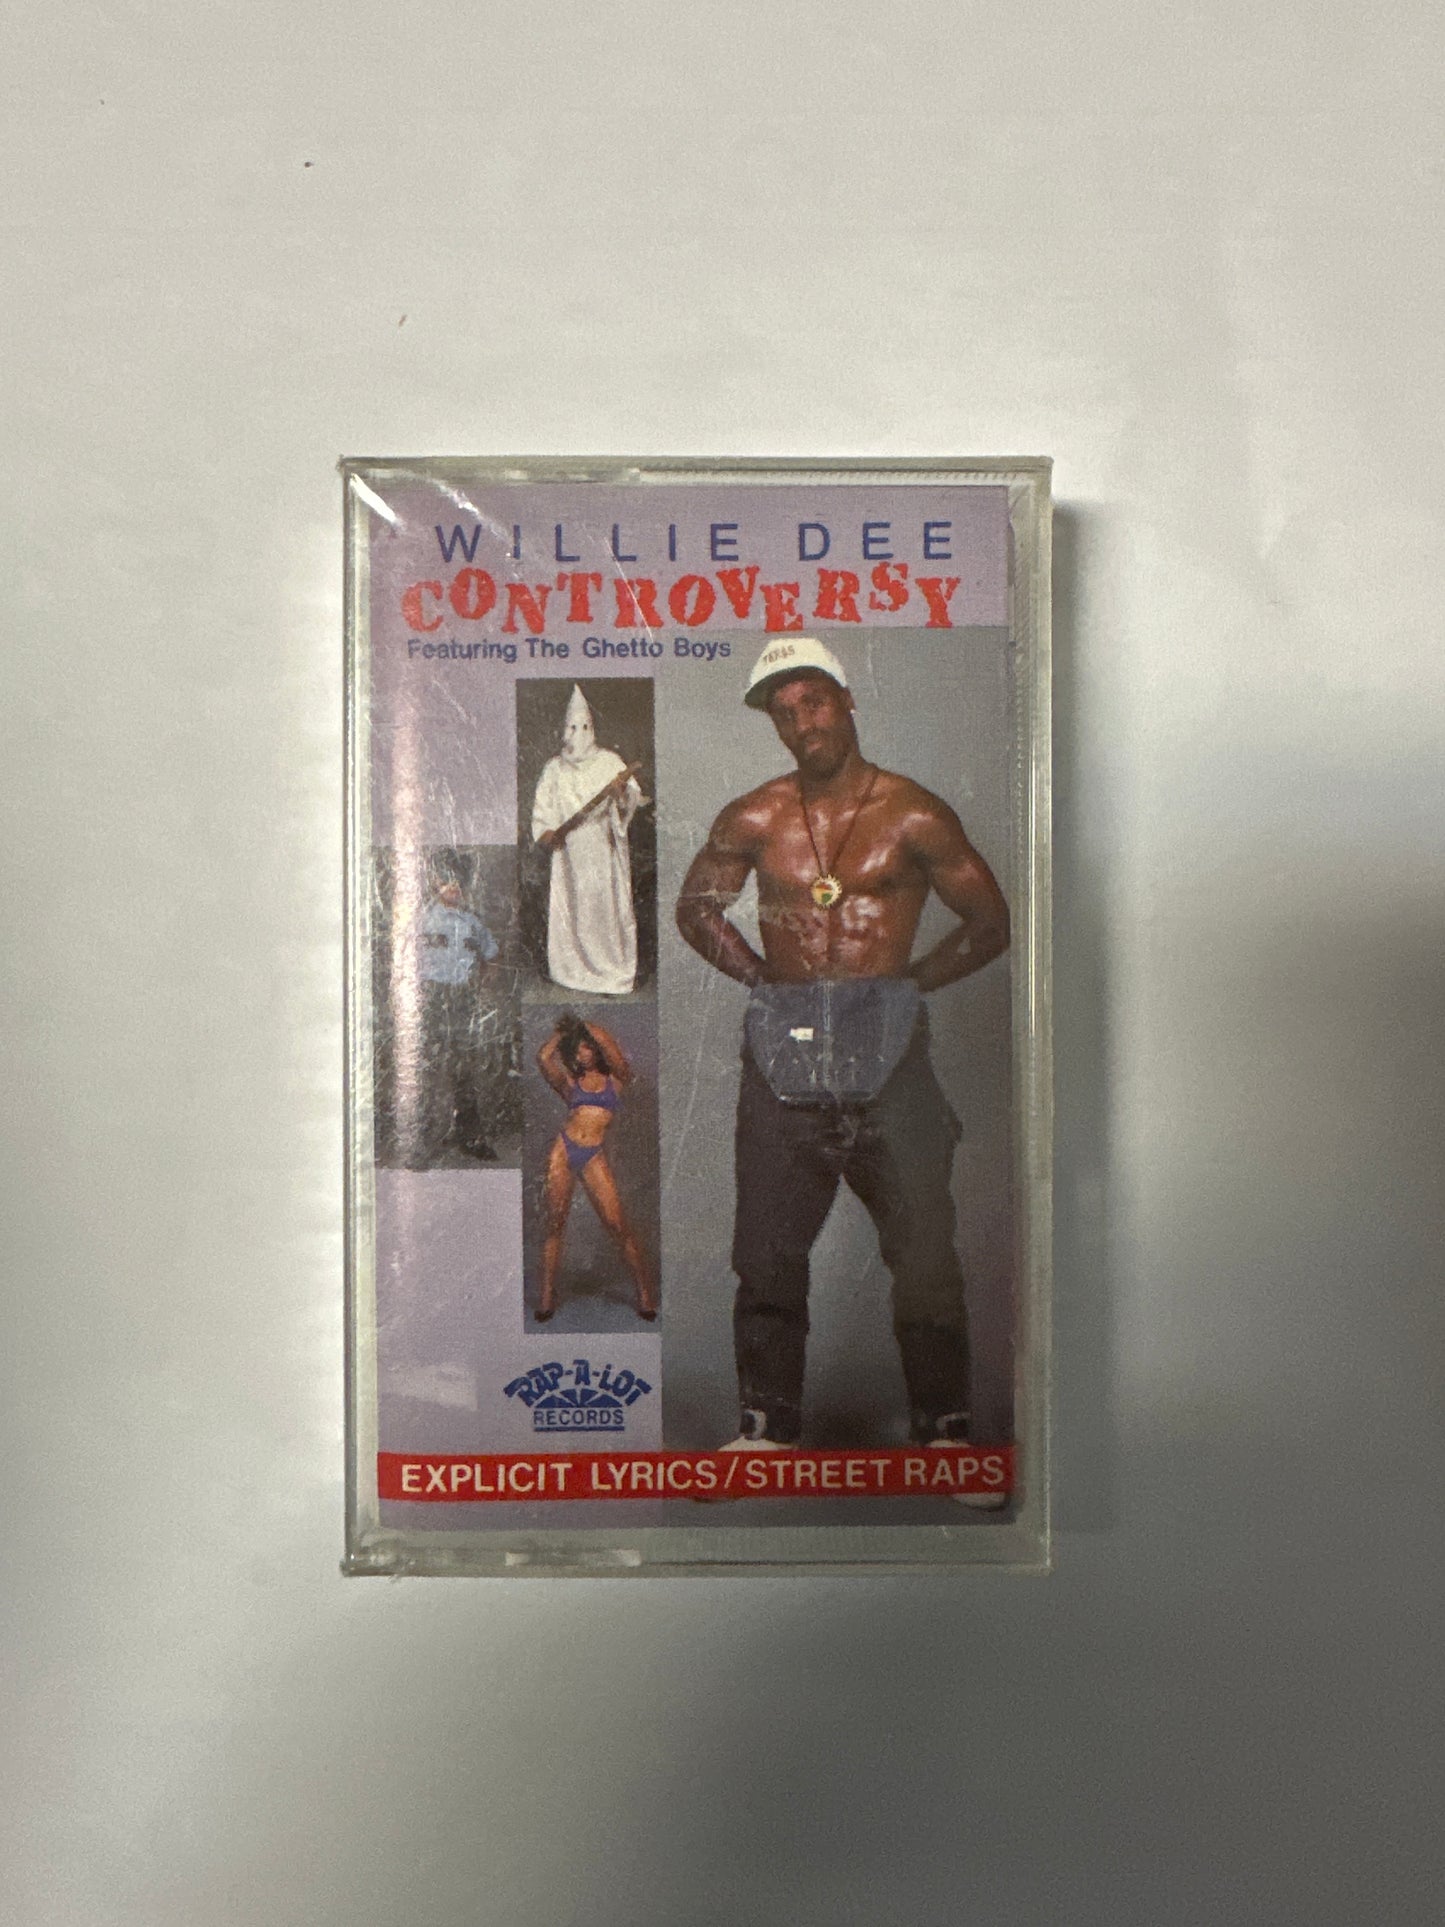 WILLIE DEE
CONTROVERSY
Featuring The Ghetto Boys
TEXAS
RAP-A-LOT
RECORDS
EXPLICIT LYRICS/STREET RAPS